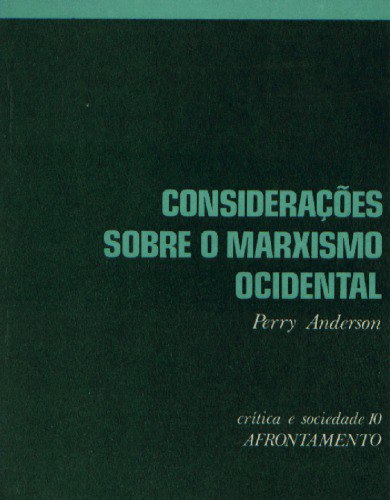 CONSIDERAÇÕES
SOBRE O MARXISMO
OCIDENTAL
Perry Anderson
crítica e sociedade 10
AFRONTAMENTO